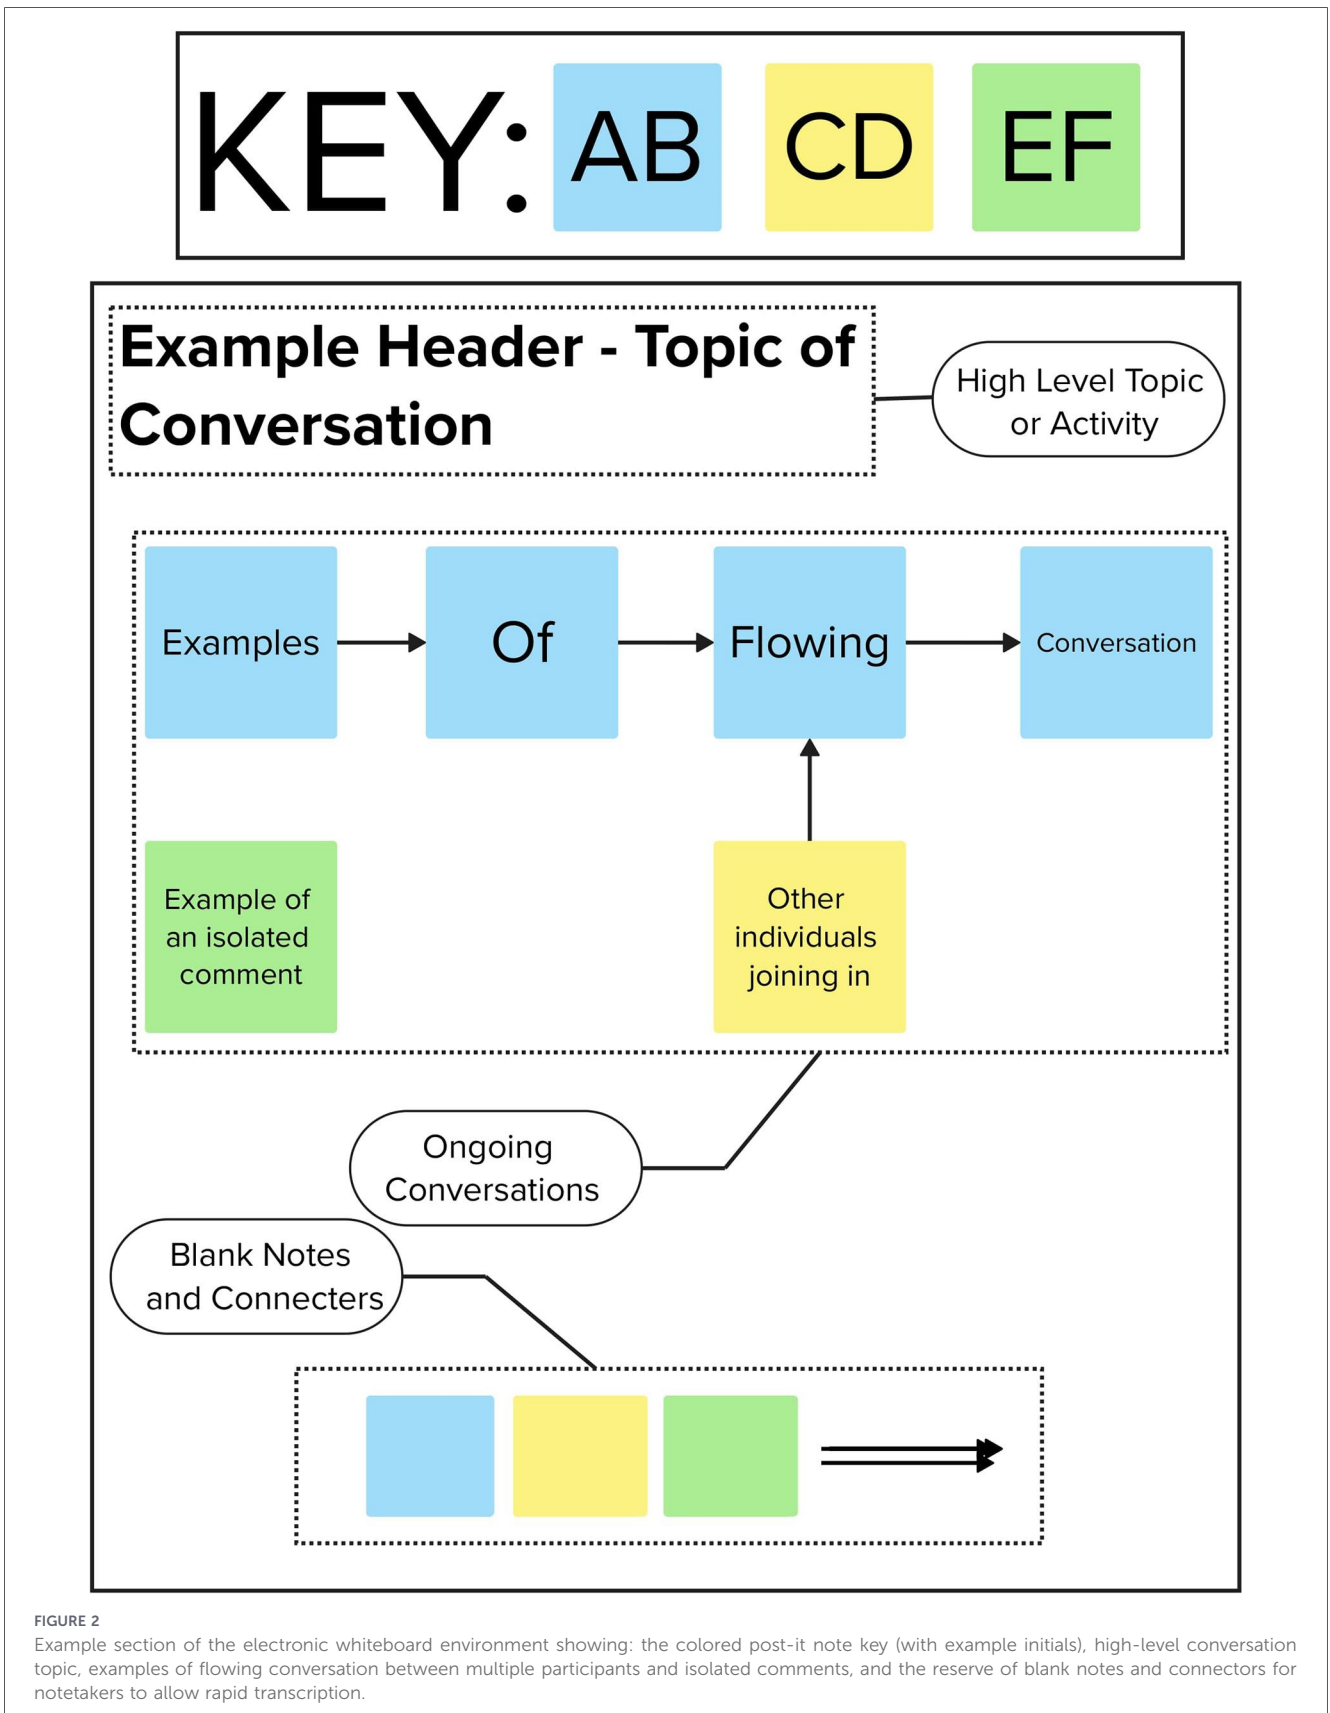 KEY: AB CD EF
Example Header - Topic of
Conversation
High Level Topic
or Activity
Examples
Of
Flowing
Conversation
Example of
an isolated
comment
Other
individuals
joining in
Ongoing
Conversations
Blank Notes
and Connecters
FIGURE 2
Example section of the electronic whiteboard environment showing: the colored post-it note key (with example initials), high-level conversation
topic, examples of flowing conversation between multiple participants and isolated comments, and the reserve of blank notes and connectors for
notetakers to allow rapid transcription.